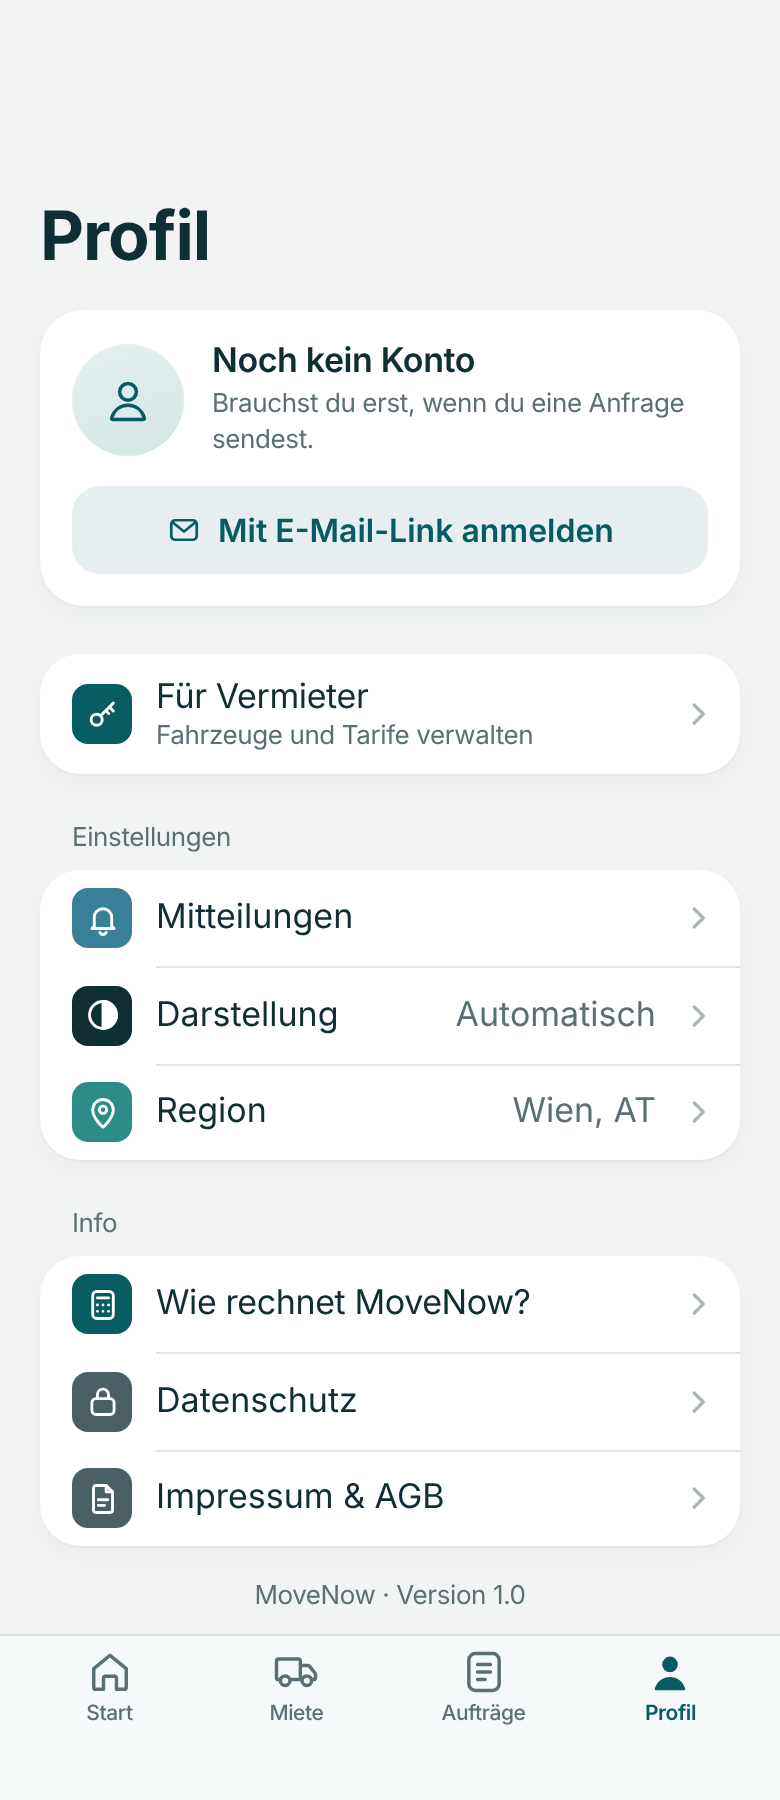 Profil
Noch kein Konto
Brauchst du erst, wenn du eine Anfrage
sendest.
Mit E-Mail-Link anmelden
Für Vermieter
Fahrzeuge und Tarife verwalten
Einstellungen
Mitteilungen
Darstellung Automatisch
Region Wien, AT
Info
Wie rechnet MoveNow?
Datenschutz
Impressum & AGB
MoveNow · Version 1.0
Start Miete Aufträge Profil